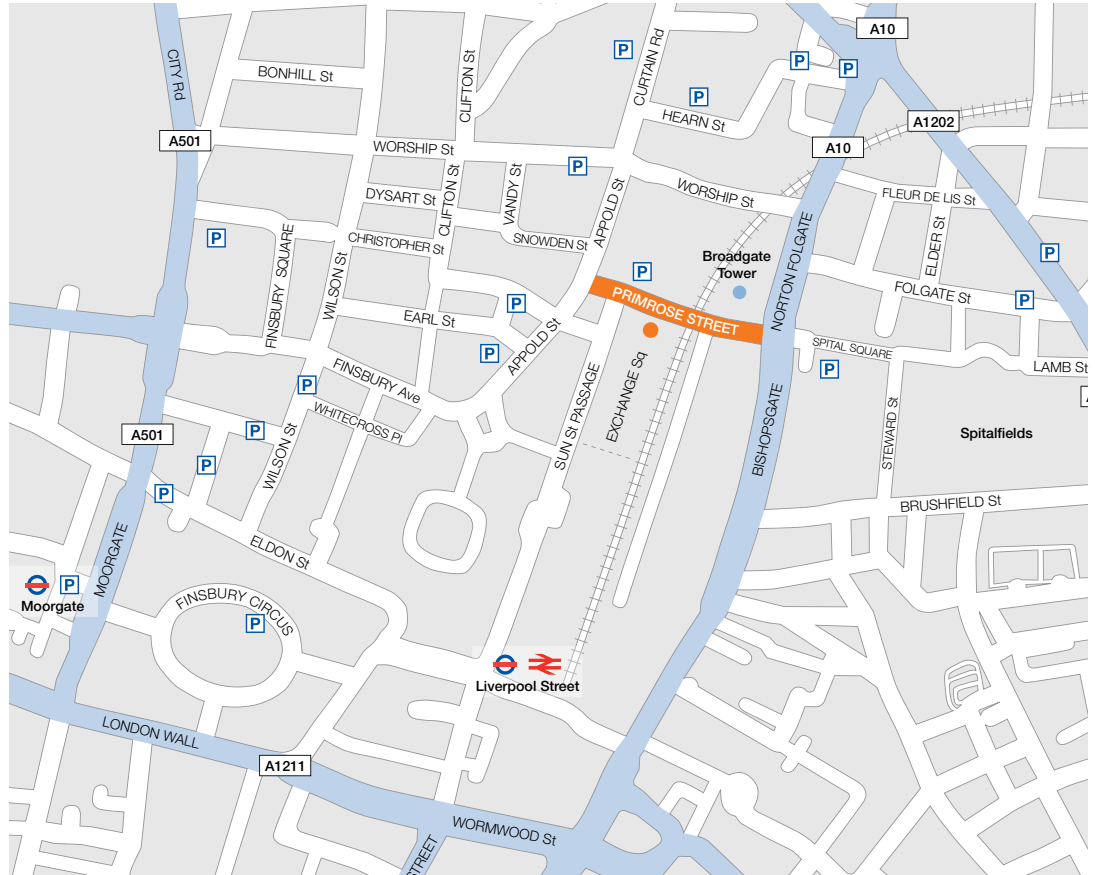 A10
CITY Rd
BONHILL St
CLIFTON St
CURTAIN Rd
P
P
P
P
HEARN St
A501
A1202
A10
WORSHIP St
P
DYSART St
CLIFTON St
VANDY St
APPOLD St
WORSHIP St
FLEUR DE LIS St
P
FINSBURY SQUARE
WILSON St
CHRISTOPHER St
SNOWDEN St
Broadgate
Tower
NORTON FOLGATE
ELDER St
P
P
PRIMROSE STREET
FOLGATE St
P
P
EARL St
P
APPOLD St
SPITAL SQUARE
P
LAMB St
P
FINSBURY Ave
WHITECROSS Pl
SUN St PASSAGE
EXCHANGE Sq
BISHOPSGATE
STEWARD St
Spitalfields
A501
P
WILSON St
P
P
BRUSHFIELD St
ELDON St
MOORGATE
P
Moorgate
FINSBURY CIRCUS
P
Liverpool Street
LONDON WALL
A1211
WORMWOOD St
STREET